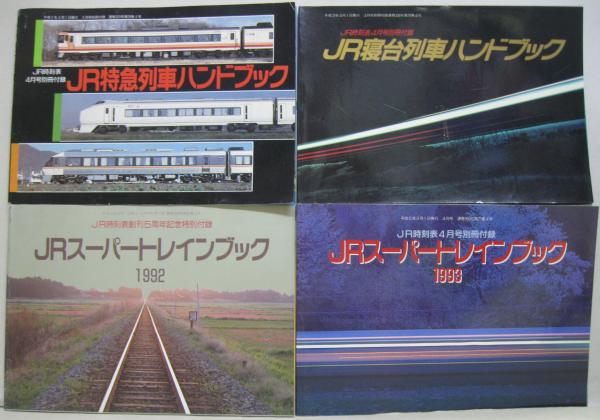 JR時刻表
4月号別冊付録
JR特急列車ハンドブック
JR時刻表4月号別冊付録
JR寝台列車ハンドブック
JR時刻表創刊5周年記念特別付録
JRスーパートレインブック
1992
JR時刻表4月号別冊付録
JRスーパートレインブック
1993